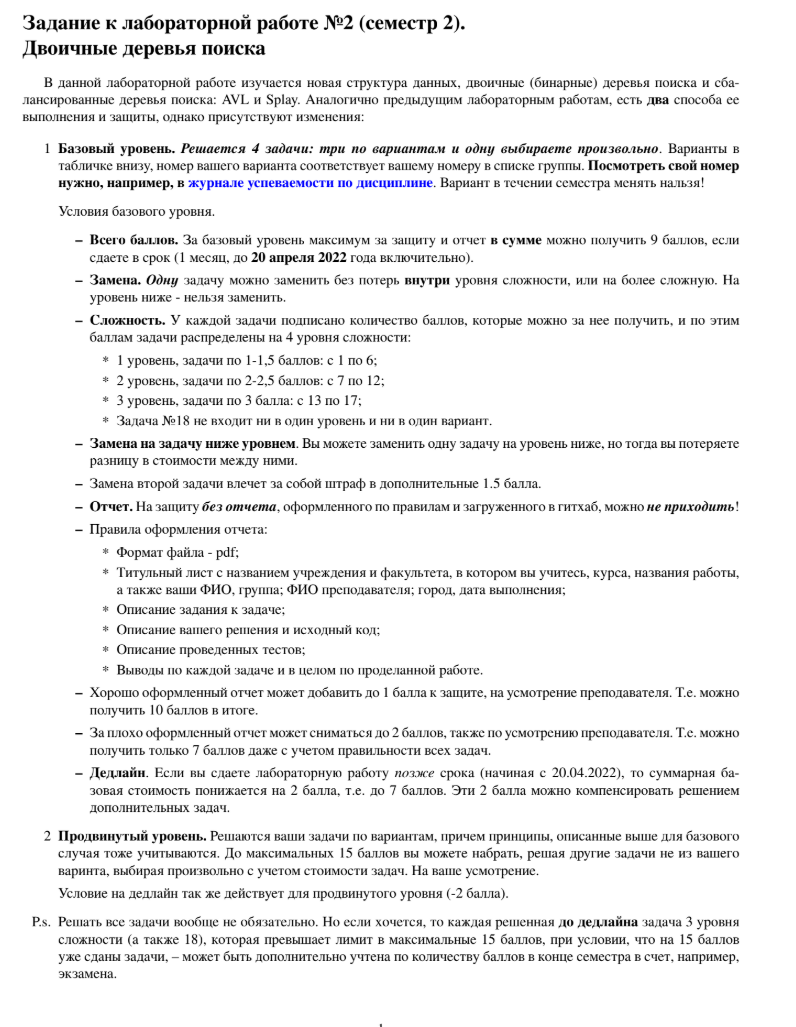 Задание к лабораторной работе №2 (семестр 2).
Двоичные деревья поиска
В данной лабораторной работе изучается новая структура данных, двоичные (бинарные) деревья поиска и сба-
лансированные деревья поиска: AVL и Splay. Аналогично предыдущим лабораторным работам, есть два способа ее
выполнения и защиты, однако присутствуют изменения:
1 Базовый уровень. Решается 4 задачи: три по вариантам и одну выбираете произвольно. Варианты в
табличке внизу, номер вашего варианта соответствует вашему номеру в списке группы. Посмотреть свой номер
нужно, например, в журнале успеваемости по дисциплине. Вариант в течении семестра менять нельзя!
Условия базового уровня.
– Всего баллов. За базовый уровень максимум за защиту и отчет в сумме можно получить 9 баллов, если
сдаете в срок (1 месяц, до 20 апреля 2022 года включительно).
– Замена. Одну задачу можно заменить без потерь внутри уровня сложности, или на более сложную. На
уровень ниже - нельзя заменить.
– Сложность. У каждой задачи подписано количество баллов, которые можно за нее получить, и по этим
баллам задачи распределены на 4 уровня сложности:
* 1 уровень, задачи по 1-1,5 баллов: с 1 по 6;
* 2 уровень, задачи по 2-2,5 баллов: с 7 по 12;
* 3 уровень, задачи по 3 балла: с 13 по 17;
* Задача №18 не входит ни в один уровень и ни в один вариант.
– Замена на задачу ниже уровнем. Вы можете заменить одну задачу на уровень ниже, но тогда вы потеряете
разницу в стоимости между ними.
– Замена второй задачи влечет за собой штраф в дополнительные 1.5 балла.
– Отчет. На защиту без отчета, оформленного по правилам и загруженного в гитхаб, можно не приходить!
– Правила оформления отчета:
* Формат файла - pdf;
* Титульный лист с названием учреждения и факультета, в котором вы учитесь, курса, названия работы,
а также ваши ФИО, группа; ФИО преподавателя; город, дата выполнения;
* Описание задания к задаче;
* Описание вашего решения и исходный код;
* Описание проведенных тестов;
* Выводы по каждой задаче и в целом по проделанной работе.
– Хорошо оформленный отчет может добавить до 1 балла к защите, на усмотрение преподавателя. Т.е. можно
получить 10 баллов в итоге.
– За плохо оформленный отчет может сниматься до 2 баллов, также по усмотрению преподавателя. Т.е. можно
получить только 7 баллов даже с учетом правильности всех задач.
– Дедлайн. Если вы сдаете лабораторную работу позже срока (начиная с 20.04.2022), то суммарная ба-
зовая стоимость понижается на 2 балла, т.е. до 7 баллов. Эти 2 балла можно компенсировать решением
дополнительных задач.
2 Продвинутый уровень. Решаются ваши задачи по вариантам, причем принципы, описанные выше для базового
случая тоже учитываются. До максимальных 15 баллов вы можете набрать, решая другие задачи не из вашего
варинта, выбирая произвольно с учетом стоимости задач. На ваше усмотрение.
Условие на дедлайн так же действует для продвинутого уровня (-2 балла).
P.s. Решать все задачи вообще не обязательно. Но если хочется, то каждая решенная до дедлайна задача 3 уровня
сложности (а также 18), которая превышает лимит в максимальные 15 баллов, при условии, что на 15 баллов
уже сданы задачи, – может быть дополнительно учтена по количеству баллов в конце семестра в счет, например,
экзамена.